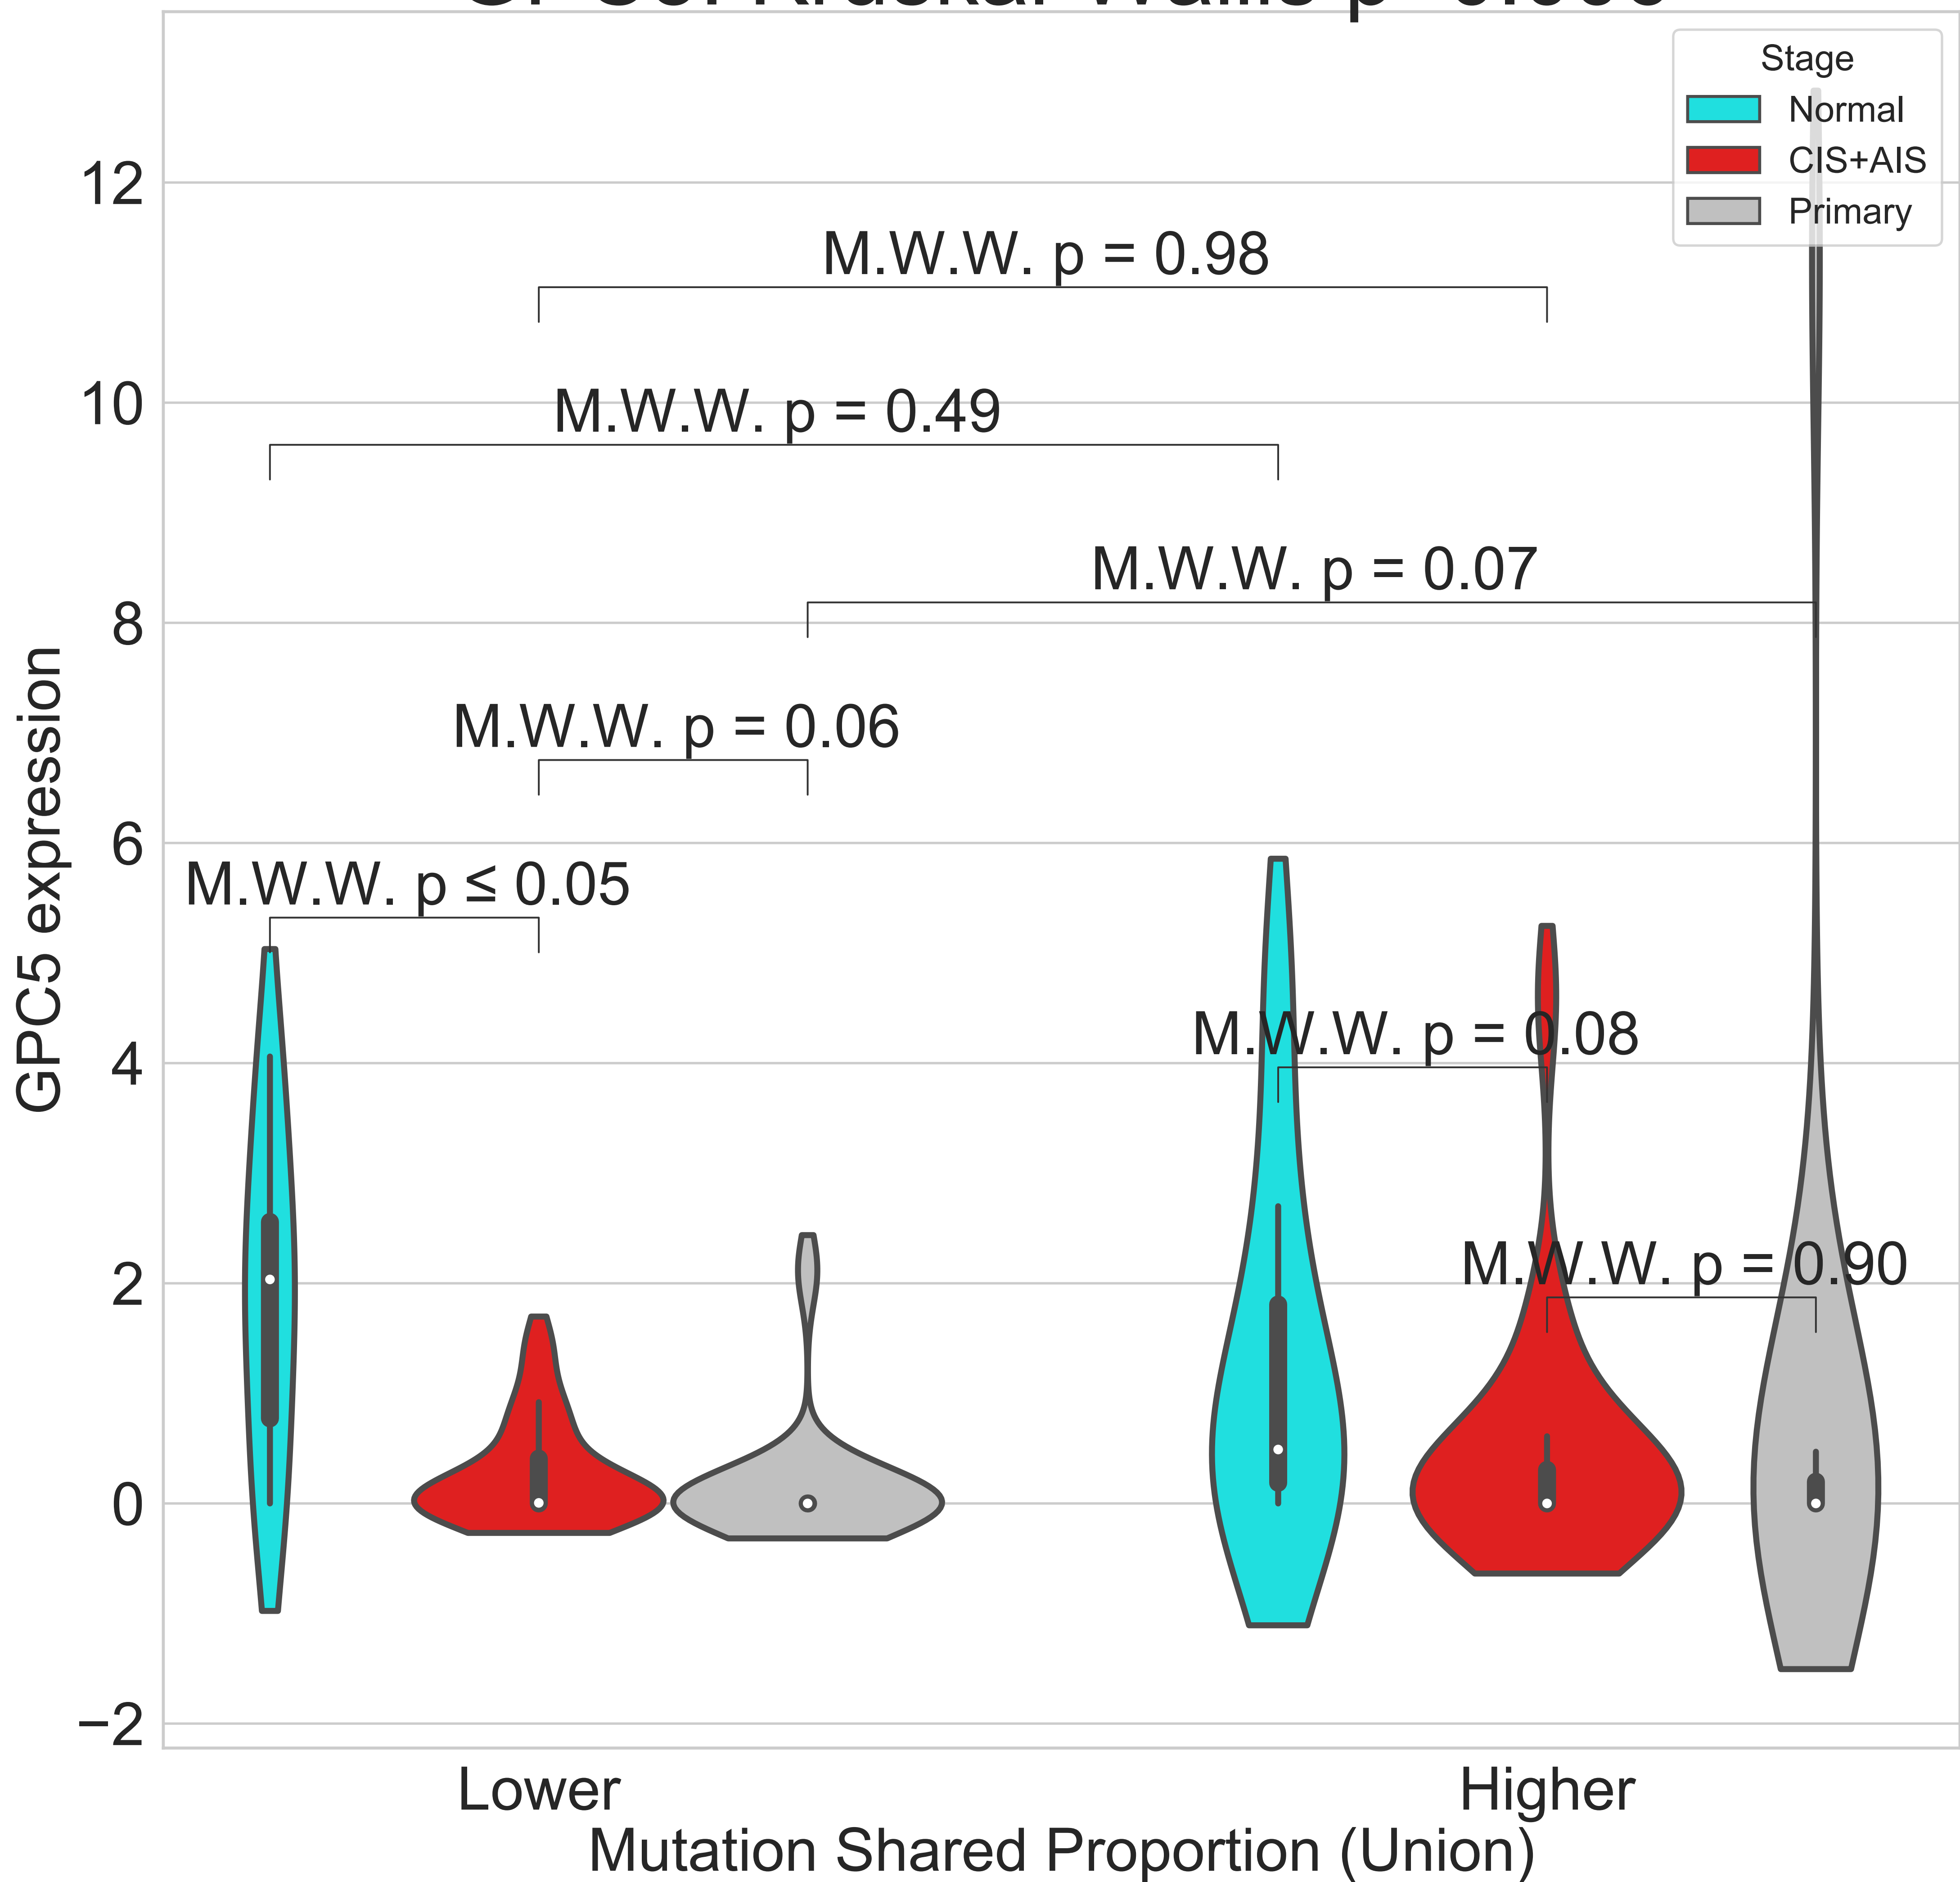 Stage
Normal
CIS+AIS
Primary
12
10
8
6
4
2
0
−2
GPC5 expression
M.W.W. p = 0.98
M.W.W. p = 0.49
M.W.W. p = 0.07
M.W.W. p = 0.06
M.W.W. p ≤ 0.05
M.W.W. p = 0.08
M.W.W. p = 0.90
Lower
Higher
Mutation Shared Proportion (Union)